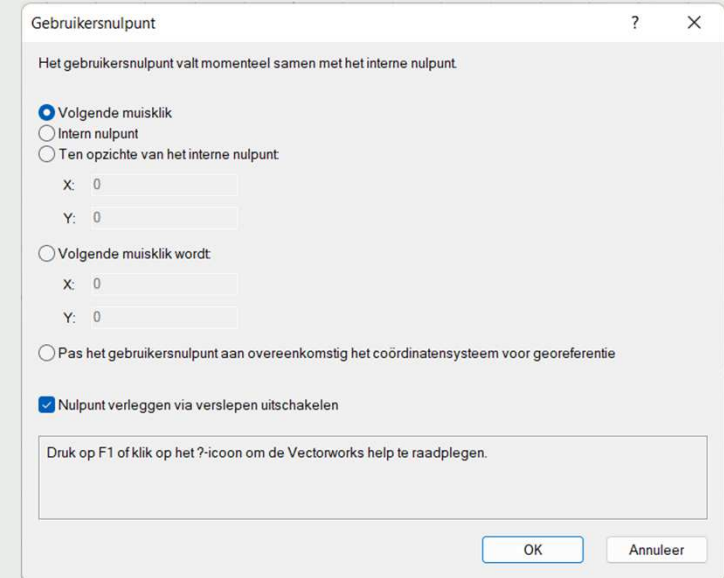 Gebruikersnulpunt ?
Het gebruikersnulpunt valt momenteel samen met het interne nulpunt.
Volgende muisklik
Intern nulpunt
Ten opzichte van het interne nulpunt:
X: 0
Y: 0
Volgende muisklik wordt:
X: 0
Y: 0
Pas het gebruikersnulpunt aan overeenkomstig het coördinatensysteem voor georeferentie
Nulpunt verleggen via verslepen uitschakelen
Druk op F1 of klik op het ?-icoon om de Vectorworks help te raadplegen.
OK Annuleer